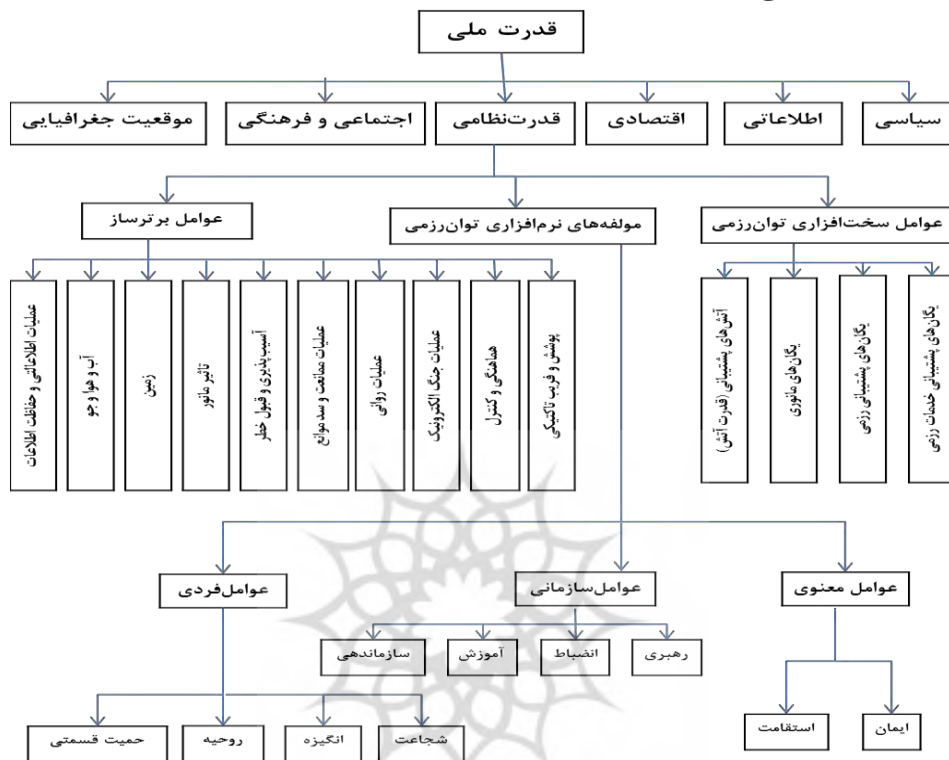 قدرت ملی
سیاسی
اطلاعاتی
اقتصادی
قدرت‌نظامی
اجتماعی و فرهنگی
موقعیت جغرافیایی
عوامل سخت‌افزاری توان‌رزمی
مولفه‌های نرم‌افزاری توان‌رزمی
عوامل برترساز
یگان‌های پشتیبانی خدمات رزمی
یگان‌های پشتیبانی رزمی
یگان‌های مانوری
آتش‌های پشتیبانی (قدرت آتش)
پوشش و فریب تاکتیکی
هماهنگی و کنترل
عملیات جنگ الکترونیک
عملیات روانی
عملیات ممانعت و سد موانع
آسیب‌پذیری و قبول خطر
تاثیر مانور
زمین
آب و هوا و جو
عملیات اطلاعاتی و حفاظت اطلاعات
عوامل معنوی
عوامل‌سازمانی
عوامل‌فردی
رهبری
انضباط
آموزش
سازماندهی
ایمان
استقامت
شجاعت
انگیزه
روحیه
حمیت قسمتی